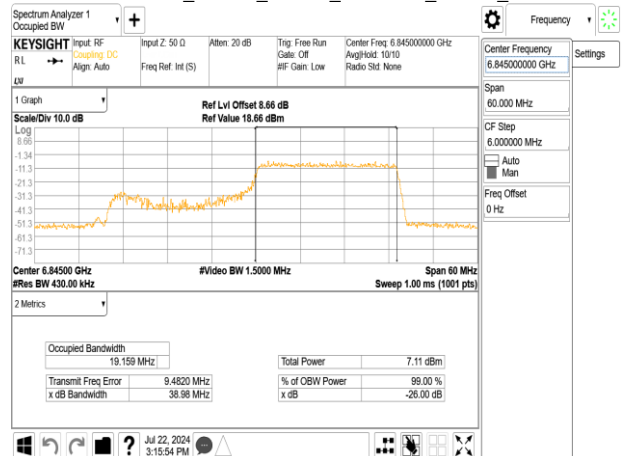 Spectrum Analyzer 1
Occupied BW
Frequency
KEYSIGHT
Input: RF
Coupling: DC
Align: Auto
Input Z: 50 Ω
Freq Ref: Int (S)
Atten: 20 dB
Trig: Free Run
Gate: Off
#IF Gain: Low
Center Freq: 6.845000000 GHz
Avg|Hold: 10/10
Radio Std: None
RL
LXI
Center Frequency
6.845000000 GHz
Settings
Span
60.000 MHz
CF Step
6.000000 MHz
Auto
Man
Freq Offset
0 Hz
1 Graph
Scale/Div 10.0 dB
Ref Lvl Offset 8.66 dB
Ref Value 18.66 dBm
Log
8.66
-1.34
-11.3
-21.3
-31.3
-41.3
-51.3
-61.3
-71.3
Center 6.84500 GHz
#Video BW 1.5000 MHz
Span 60 MHz
#Res BW 430.00 kHz
Sweep 1.00 ms (1001 pts)
2 Metrics
Occupied Bandwidth
19.159 MHz
Total Power
7.11 dBm
Transmit Freq Error
9.4820 MHz
% of OBW Power
99.00 %
x dB Bandwidth
38.98 MHz
x dB
-26.00 dB
Jul 22, 2024
3:15:54 PM